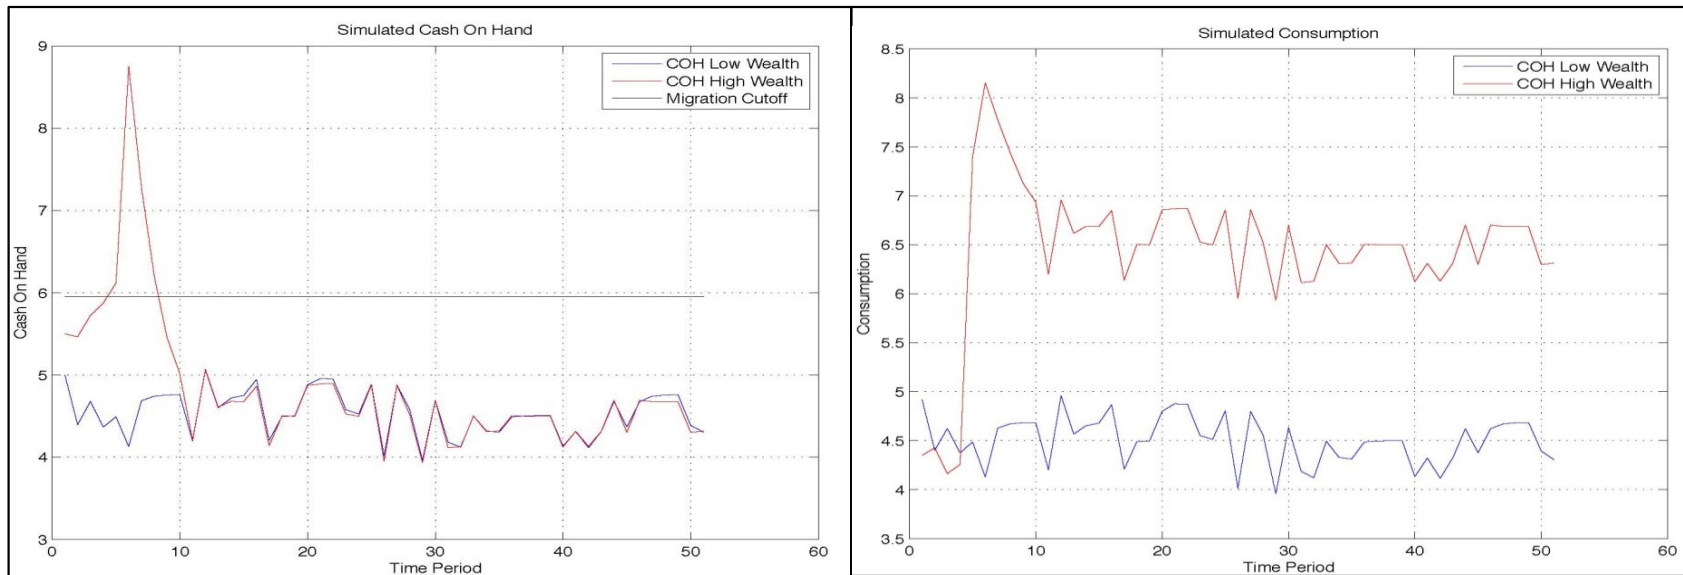 Simulated Cash On Hand
COH Low Wealth
COH High Wealth
Migration Cutoff
9
8
7
6
5
4
3
Cash On Hand
0 10 20 30 40 50 60
Time Period
Simulated Consumption
COH Low Wealth
COH High Wealth
8.5
8
7.5
7
6.5
6
5.5
5
4.5
4
3.5
Consumption
0 10 20 30 40 50 60
Time Period